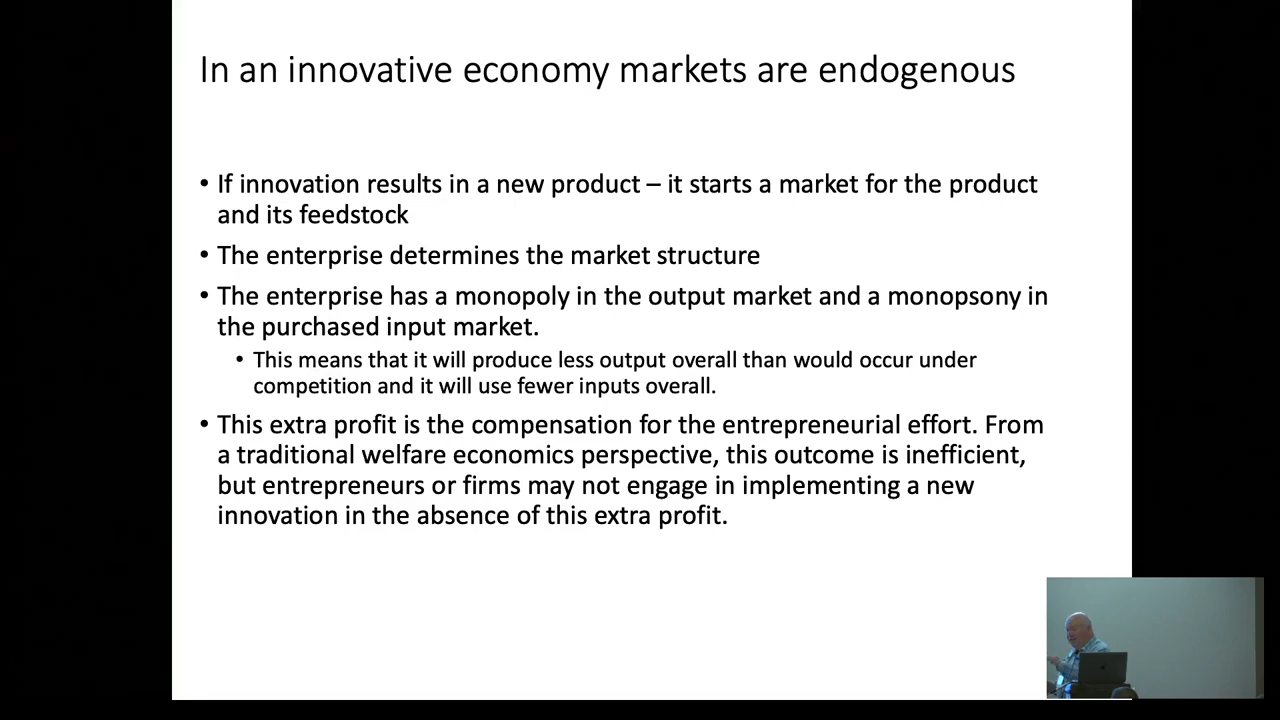 In an innovative economy markets are endogenous
• If innovation results in a new product – it starts a market for the product
and its feedstock
• The enterprise determines the market structure
• The enterprise has a monopoly in the output market and a monopsony in
the purchased input market.
• This means that it will produce less output overall than would occur under
competition and it will use fewer inputs overall.
• This extra profit is the compensation for the entrepreneurial effort. From
a traditional welfare economics perspective, this outcome is inefficient,
but entrepreneurs or firms may not engage in implementing a new
innovation in the absence of this extra profit.